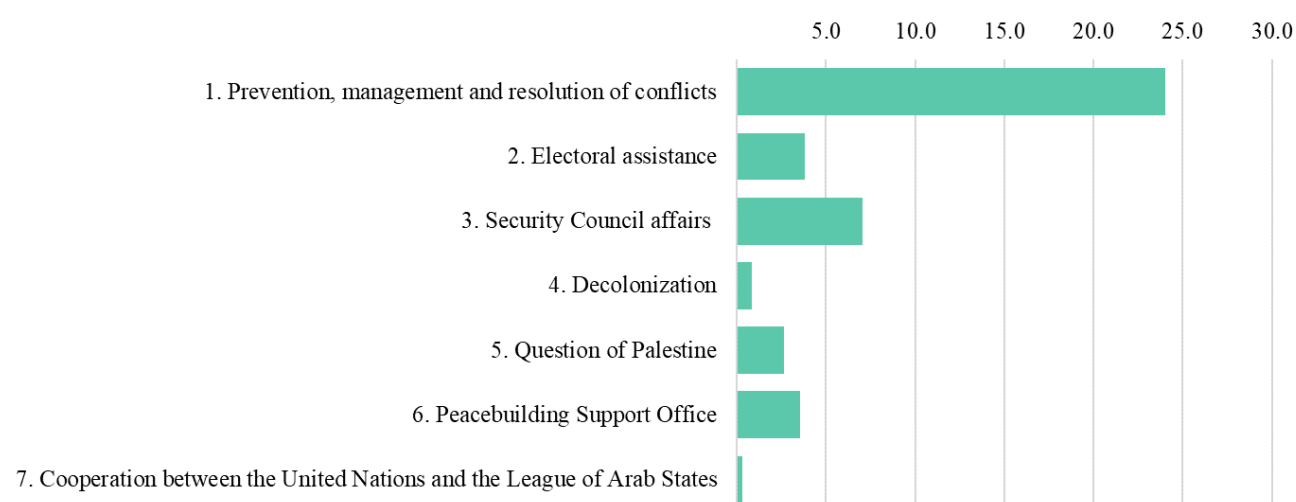 5.0 10.0 15.0 20.0 25.0 30.0
1. Prevention, management and resolution of conflicts
2. Electoral assistance
3. Security Council affairs
4. Decolonization
5. Question of Palestine
6. Peacebuilding Support Office
7. Cooperation between the United Nations and the League of Arab States